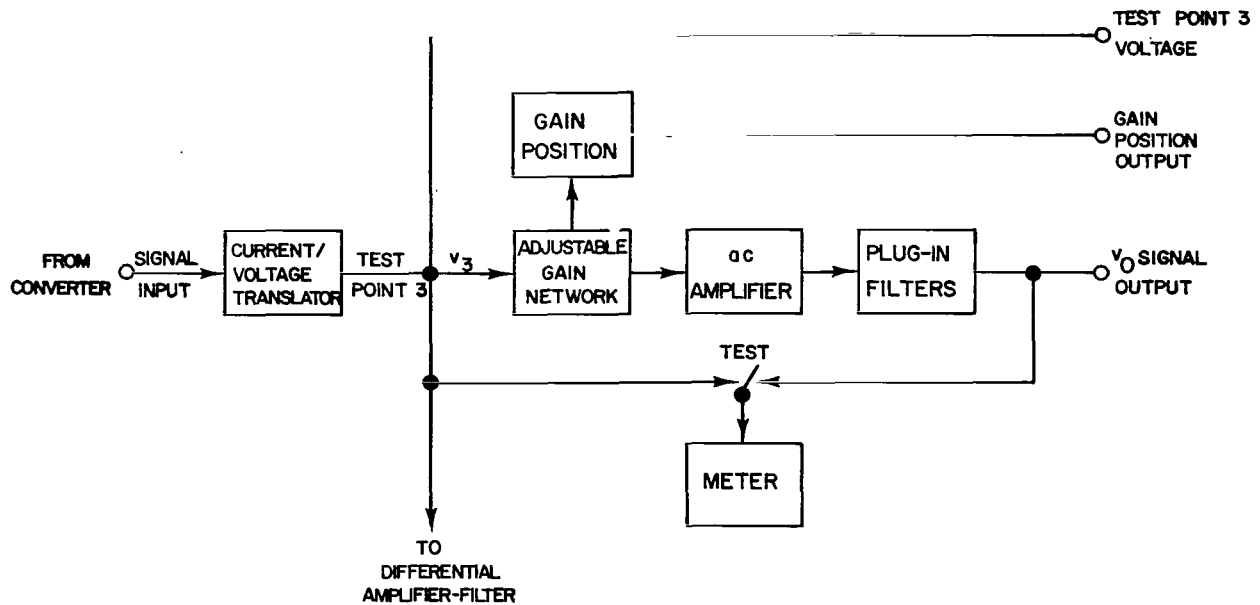 TEST POINT 3
VOLTAGE
GAIN
POSITION
GAIN
POSITION
OUTPUT
FROM
CONVERTER
SIGNAL
INPUT
CURRENT/
VOLTAGE
TRANSLATOR
TEST
POINT 3
v3
ADJUSTABLE
GAIN
NETWORK
ac
AMPLIFIER
PLUG-IN
FILTERS
vO SIGNAL
OUTPUT
TEST
METER
TO
DIFFERENTIAL
AMPLIFIER-FILTER